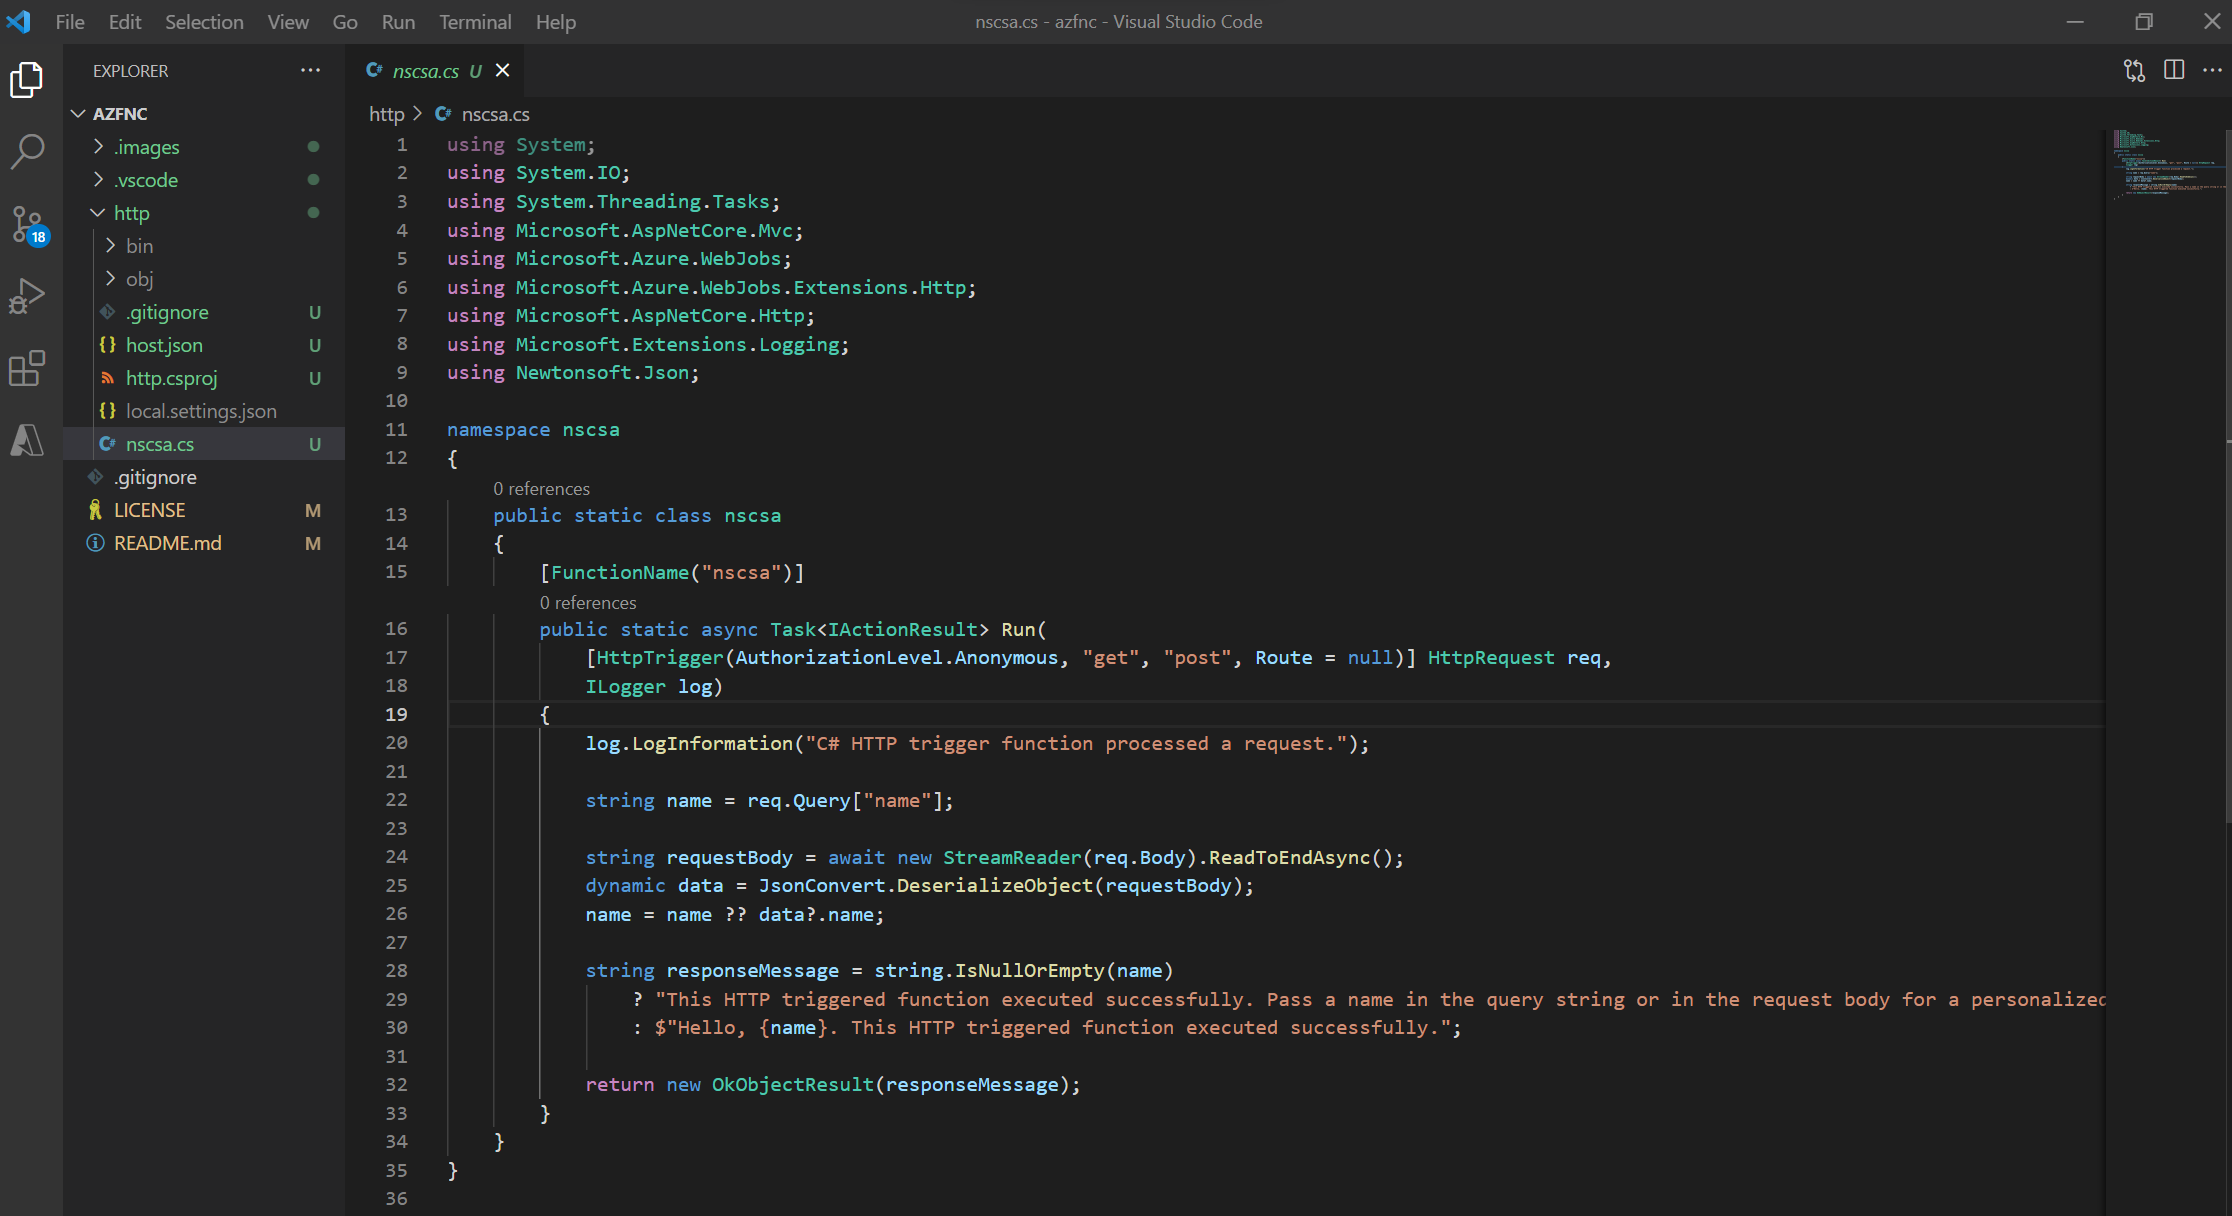 File Edit Selection View Go Run Terminal Help
nscsa.cs - azfnc - Visual Studio Code
18
EXPLORER
AZFNC
.images
.vscode
http
bin
obj
.gitignore U
host.json U
http.csproj U
local.settings.json
nscsa.cs U
.gitignore
LICENSE M
README.md M
nscsa.cs U
http > nscsa.cs
1 using System;
2 using System.IO;
3 using System.Threading.Tasks;
4 using Microsoft.AspNetCore.Mvc;
5 using Microsoft.Azure.WebJobs;
6 using Microsoft.Azure.WebJobs.Extensions.Http;
7 using Microsoft.AspNetCore.Http;
8 using Microsoft.Extensions.Logging;
9 using Newtonsoft.Json;
10
11 namespace nscsa
12 {
0 references
13 public static class nscsa
14 {
15 [FunctionName("nscsa")]
0 references
16 public static async Task<IActionResult> Run(
17 [HttpTrigger(AuthorizationLevel.Anonymous, "get", "post", Route = null)] HttpRequest req,
18 ILogger log)
19 {
20 log.LogInformation("C# HTTP trigger function processed a request.");
21
22 string name = req.Query["name"];
23
24 string requestBody = await new StreamReader(req.Body).ReadToEndAsync();
25 dynamic data = JsonConvert.DeserializeObject(requestBody);
26 name = name ?? data?.name;
27
28 string responseMessage = string.IsNullOrEmpty(name)
29 ? "This HTTP triggered function executed successfully. Pass a name in the query string or in the request body for a personalized
30 : $"Hello, {name}. This HTTP triggered function executed successfully.";
31
32 return new OkObjectResult(responseMessage);
33 }
34 }
35 }
36